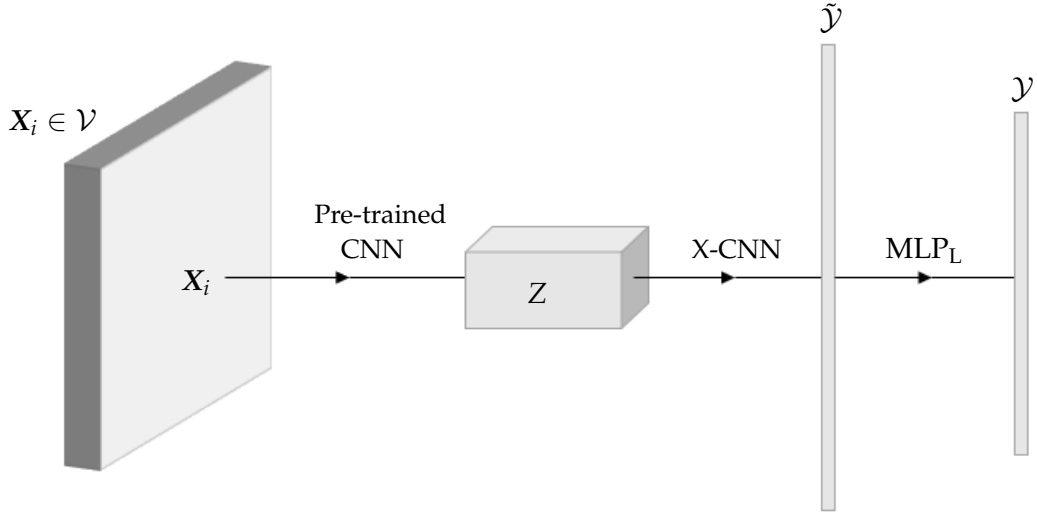 𝒴̃
𝒴
X_i ∈ 𝒱
Pre-trained
CNN
X-CNN
MLP_L
X_i
Z